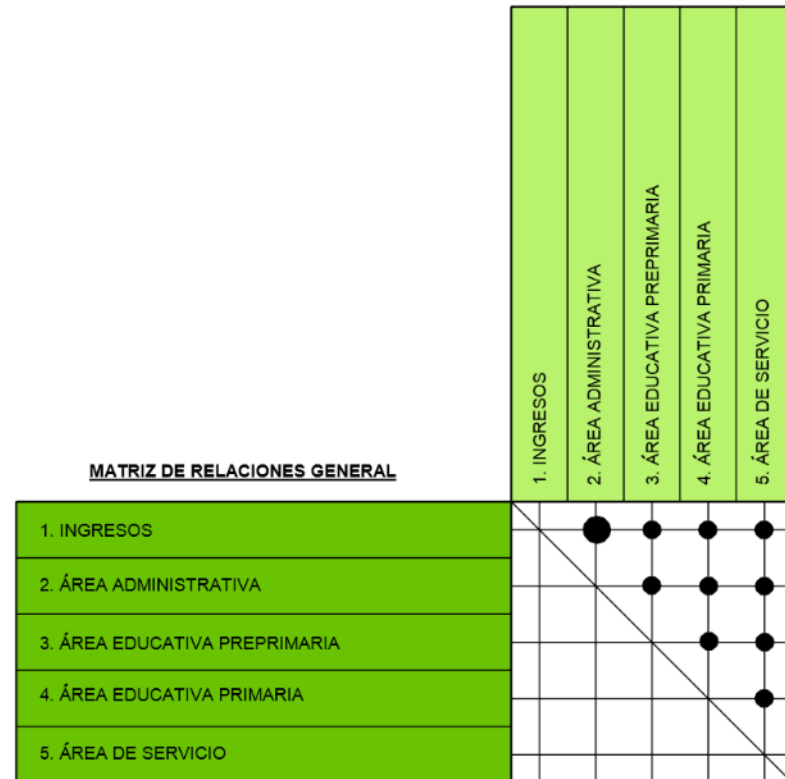 1. INGRESOS
2. ÁREA ADMINISTRATIVA
3. ÁREA EDUCATIVA PREPRIMARIA
4. ÁREA EDUCATIVA PRIMARIA
5. ÁREA DE SERVICIO
MATRIZ DE RELACIONES GENERAL
1. INGRESOS
2. ÁREA ADMINISTRATIVA
3. ÁREA EDUCATIVA PREPRIMARIA
4. ÁREA EDUCATIVA PRIMARIA
5. ÁREA DE SERVICIO